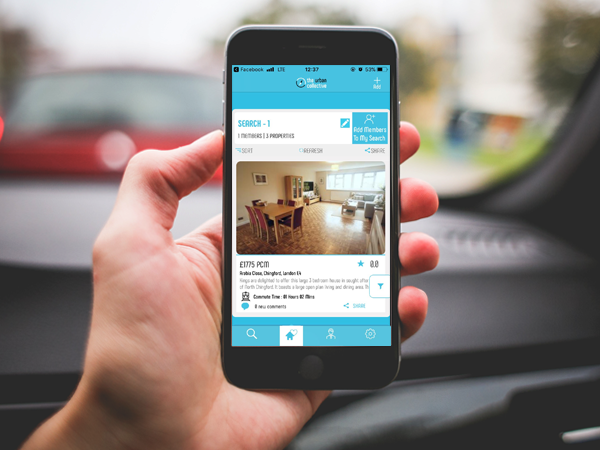 Facebook LTE 12:37 53%
the urban
collective
Add
SEARCH - 1
1 MEMBERS | 3 PROPERTIES
Add Members
To My Search
SORT REFRESH SHARE
£1775 PCM 0.0
Arabia Close, Chingford, London E4
Kings are delighted to offer this large 3 bedroom house in sought after
of North Chingford. It boasts a large open plan living and dining area.
Commute Time : 01 Hours 02 Mins
0 new comments SHARE